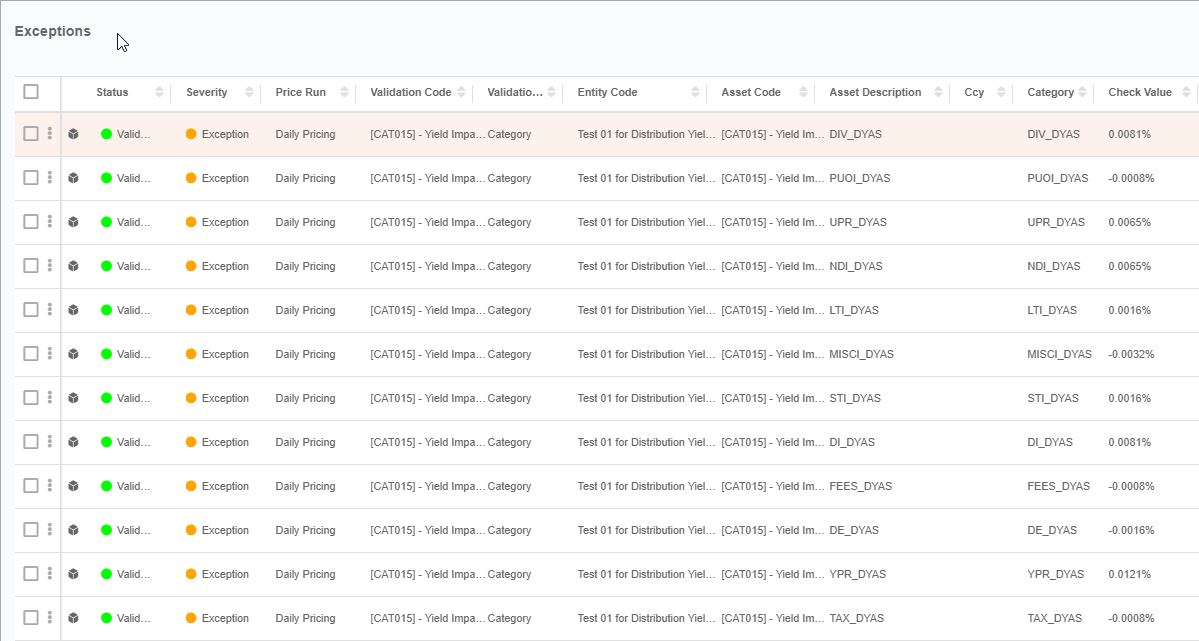 Exceptions
Status Severity Price Run Validation Code Validatio... Entity Code Asset Code Asset Description Ccy Category Check Value
Valid... Exception Daily Pricing [CAT015] - Yield Impa... Category Test 01 for Distribution Yiel... [CAT015] - Yield Im... DIV_DYAS DIV_DYAS 0.0081%
Valid... Exception Daily Pricing [CAT015] - Yield Impa... Category Test 01 for Distribution Yiel... [CAT015] - Yield Im... PUOI_DYAS PUOI_DYAS -0.0008%
Valid... Exception Daily Pricing [CAT015] - Yield Impa... Category Test 01 for Distribution Yiel... [CAT015] - Yield Im... UPR_DYAS UPR_DYAS 0.0065%
Valid... Exception Daily Pricing [CAT015] - Yield Impa... Category Test 01 for Distribution Yiel... [CAT015] - Yield Im... NDI_DYAS NDI_DYAS 0.0065%
Valid... Exception Daily Pricing [CAT015] - Yield Impa... Category Test 01 for Distribution Yiel... [CAT015] - Yield Im... LTI_DYAS LTI_DYAS 0.0016%
Valid... Exception Daily Pricing [CAT015] - Yield Impa... Category Test 01 for Distribution Yiel... [CAT015] - Yield Im... MISCI_DYAS MISCI_DYAS -0.0032%
Valid... Exception Daily Pricing [CAT015] - Yield Impa... Category Test 01 for Distribution Yiel... [CAT015] - Yield Im... STI_DYAS STI_DYAS 0.0016%
Valid... Exception Daily Pricing [CAT015] - Yield Impa... Category Test 01 for Distribution Yiel... [CAT015] - Yield Im... DI_DYAS DI_DYAS 0.0081%
Valid... Exception Daily Pricing [CAT015] - Yield Impa... Category Test 01 for Distribution Yiel... [CAT015] - Yield Im... FEES_DYAS FEES_DYAS -0.0008%
Valid... Exception Daily Pricing [CAT015] - Yield Impa... Category Test 01 for Distribution Yiel... [CAT015] - Yield Im... DE_DYAS DE_DYAS -0.0016%
Valid... Exception Daily Pricing [CAT015] - Yield Impa... Category Test 01 for Distribution Yiel... [CAT015] - Yield Im... YPR_DYAS YPR_DYAS 0.0121%
Valid... Exception Daily Pricing [CAT015] - Yield Impa... Category Test 01 for Distribution Yiel... [CAT015] - Yield Im... TAX_DYAS TAX_DYAS -0.0008%